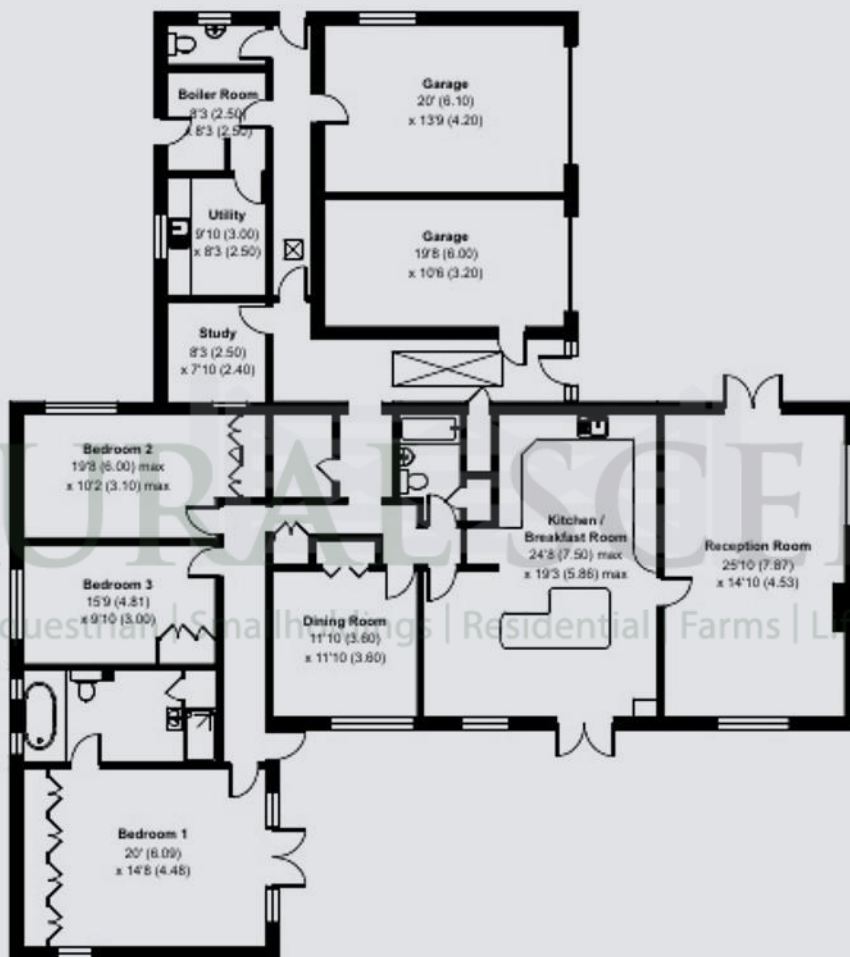 Garage
20' (6.10)
x 13'9 (4.20)
Boiler Room
8'3 (2.50)
x 8'3 (2.50)
Utility
9'10 (3.00)
x 8'3 (2.50)
Garage
19'8 (6.00)
x 10'6 (3.20)
Study
8'3 (2.50)
x 7'10 (2.40)
Bedroom 2
19'8 (6.00) max
x 10'2 (3.10) max
URAL SCE
Kitchen /
Breakfast Room
24'8 (7.50) max
x 19'3 (5.86) max
Reception Room
25'10 (7.87)
x 14'10 (4.53)
Bedroom 3
15'9 (4.81)
x 9'10 (3.00)
Dining Room
11'10 (3.60)
x 11'10 (3.60)
questrian | Smallholdings | Residential | Farms | Li
Bedroom 1
20' (6.09)
x 14'8 (4.48)